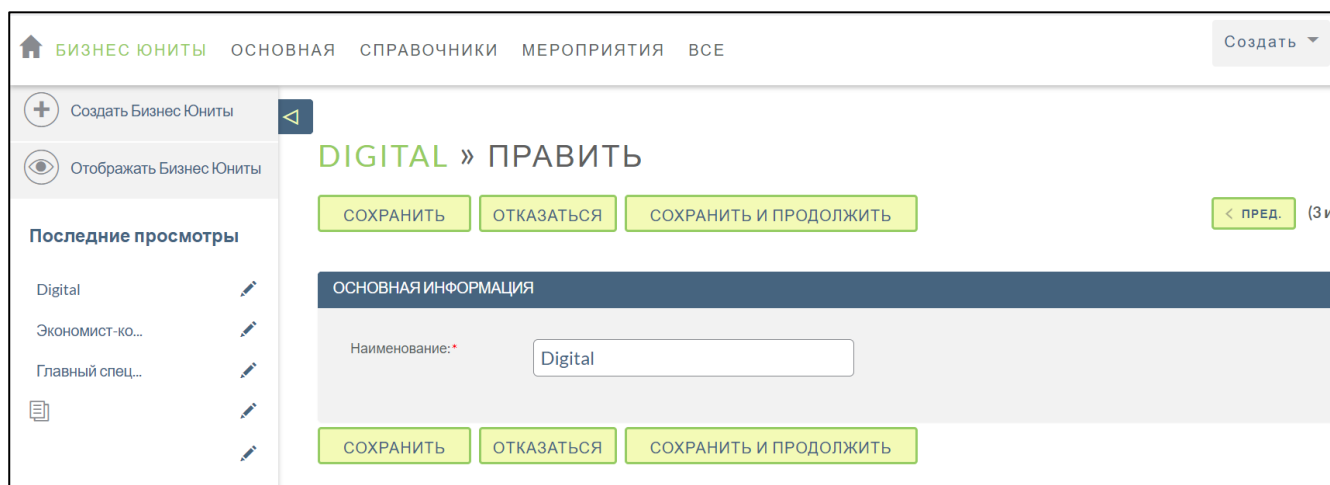 БИЗНЕС ЮНИТЫ ОСНОВНАЯ СПРАВОЧНИКИ МЕРОПРИЯТИЯ ВСЕ Создать
Создать Бизнес Юниты
Отображать Бизнес Юниты
DIGITAL » ПРАВИТЬ
СОХРАНИТЬ ОТКАЗАТЬСЯ СОХРАНИТЬ И ПРОДОЛЖИТЬ < ПРЕД. (3 и
Последние просмотры
Digital
Экономист-ко...
Главный спец...
ОСНОВНАЯ ИНФОРМАЦИЯ
Наименование:* Digital
СОХРАНИТЬ ОТКАЗАТЬСЯ СОХРАНИТЬ И ПРОДОЛЖИТЬ